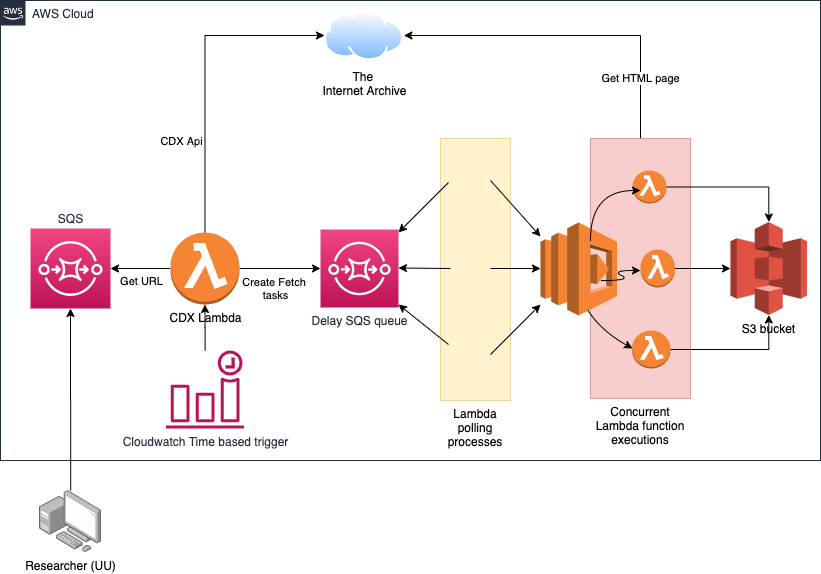 aws
AWS Cloud
The
Internet Archive
Get HTML page
CDX Api
SQS
Get URL
CDX Lambda
Create Fetch
tasks
Delay SQS queue
S3 bucket
Cloudwatch Time based trigger
Lambda
polling
processes
Concurrent
Lambda function
executions
Researcher (UU)